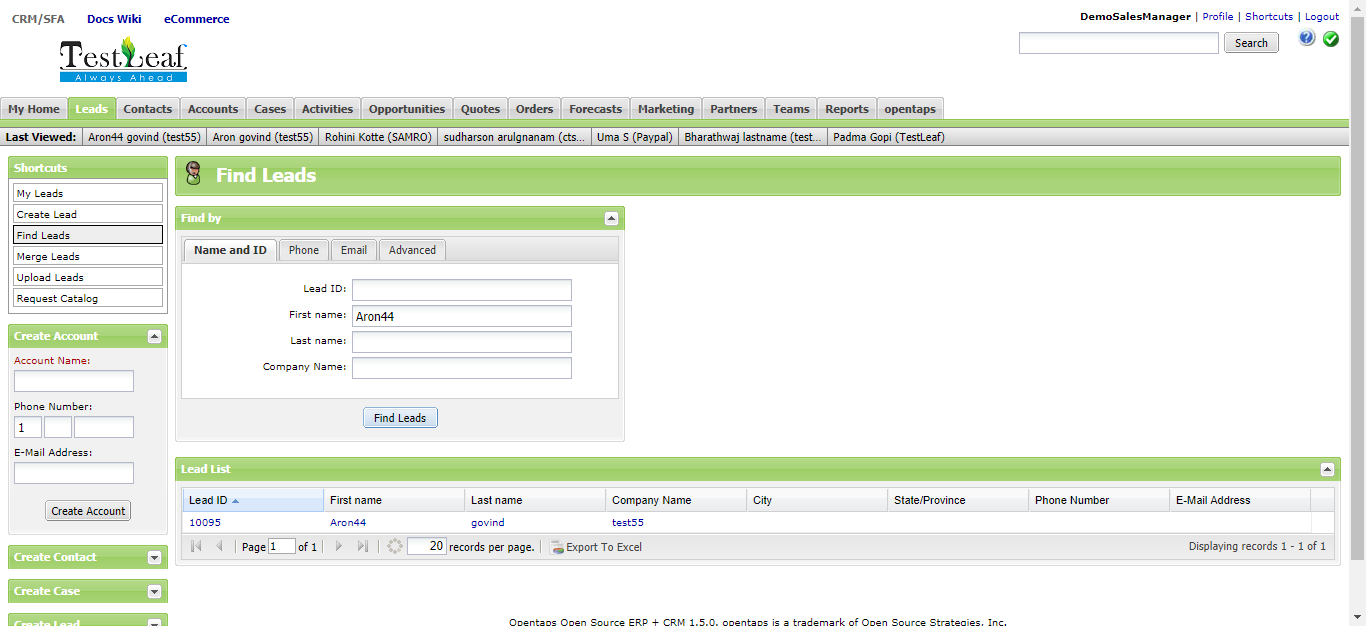 CRM/SFA Docs Wiki eCommerce
DemoSalesManager | Profile | Shortcuts | Logout
Search
TestLeaf
Always Ahead
My Home Leads Contacts Accounts Cases Activities Opportunities Quotes Orders Forecasts Marketing Partners Teams Reports opentaps
Last Viewed: Aron44 govind (test55) Aron govind (test55) Rohini Kotte (SAMRO) sudharson arulgnanam (cts... Uma S (Paypal) Bharathwaj lastname (test... Padma Gopi (TestLeaf)
Shortcuts
My Leads
Create Lead
Find Leads
Merge Leads
Upload Leads
Request Catalog
Create Account
Account Name:
Phone Number:
1
E-Mail Address:
Create Account
Create Contact
Create Case
Create Lead
Find Leads
Find by
Name and ID Phone Email Advanced
Lead ID:
First name: Aron44
Last name:
Company Name:
Find Leads
Lead List
Lead ID First name Last name Company Name City State/Province Phone Number E-Mail Address
10095 Aron44 govind test55
Page 1 of 1 20 records per page. Export To Excel Displaying records 1 - 1 of 1
Opentaps Open Source ERP + CRM 1.5.0. opentaps is a trademark of Open Source Strategies, Inc.